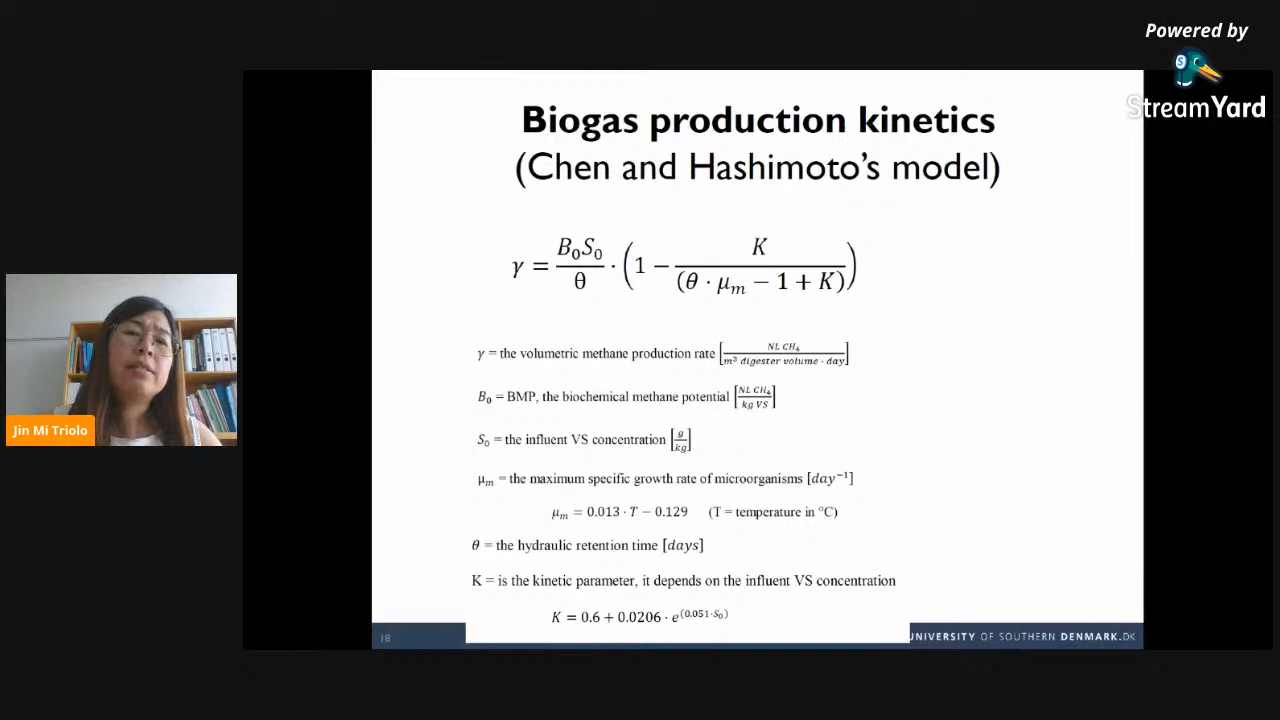 Powered by
StreamYard
Biogas production kinetics
(Chen and Hashimoto's model)
γ = B₀S₀/θ · (1 − K/(θ · μₘ − 1 + K))
γ = the volumetric methane production rate [NL CH₄/m³ digester volume · day]
B₀ = BMP, the biochemical methane potential [NL CH₄/kg VS]
S₀ = the influent VS concentration [g/kg]
μₘ = the maximum specific growth rate of microorganisms [day⁻¹]
μₘ = 0.013 · T − 0.129 (T = temperature in °C)
θ = the hydraulic retention time [days]
K = is the kinetic parameter, it depends on the influent VS concentration
K = 0.6 + 0.0206 · e^(0.051·S₀)
18
UNIVERSITY OF SOUTHERN DENMARK.DK
Jin Mi Triolo